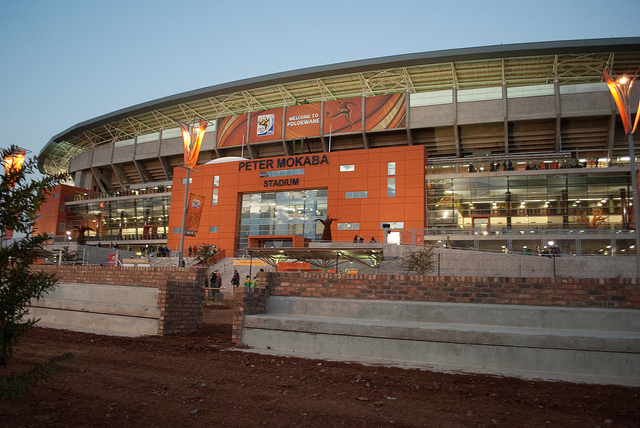 WELCOME TO
POLOKWANE
PETER MOKABA
STADIUM